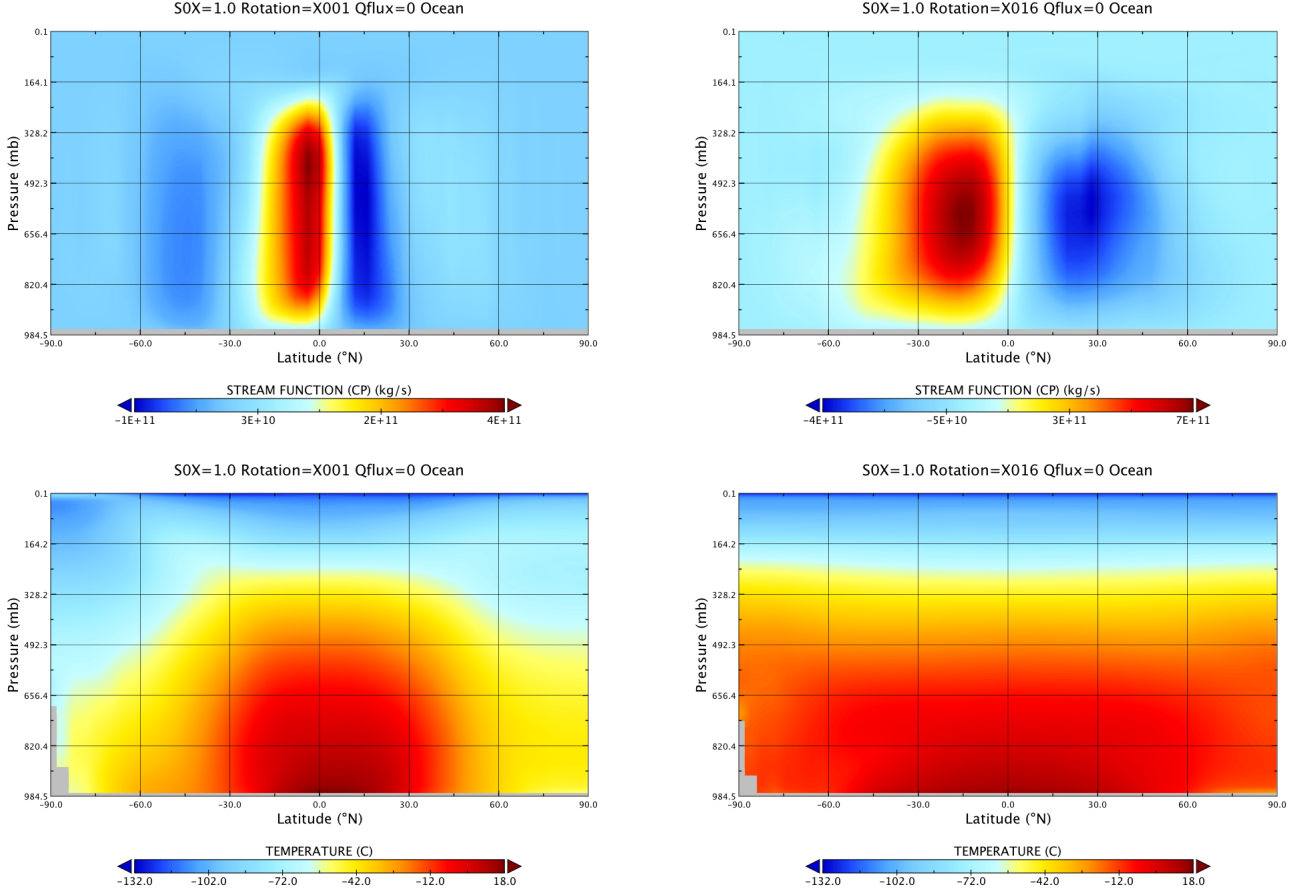 S0X=1.0 Rotation=X001 Qflux=0 Ocean
0.1
164.1
328.2
492.3
656.4
820.4
984.5
Pressure (mb)
-90.0 -60.0 -30.0 0.0 30.0 60.0 90.0
Latitude (°N)
STREAM FUNCTION (CP) (kg/s)
-1E+11 3E+10 2E+11 4E+11
S0X=1.0 Rotation=X016 Qflux=0 Ocean
0.1
164.1
328.2
492.3
656.4
820.4
984.5
Pressure (mb)
-90.0 -60.0 -30.0 0.0 30.0 60.0 90.0
Latitude (°N)
STREAM FUNCTION (CP) (kg/s)
-4E+11 -5E+10 3E+11 7E+11
S0X=1.0 Rotation=X001 Qflux=0 Ocean
0.1
164.2
328.2
492.3
656.4
820.4
984.5
Pressure (mb)
-90.0 -60.0 -30.0 0.0 30.0 60.0 90.0
Latitude (°N)
TEMPERATURE (C)
-132.0 -102.0 -72.0 -42.0 -12.0 18.0
S0X=1.0 Rotation=X016 Qflux=0 Ocean
0.1
164.2
328.2
492.3
656.4
820.4
984.5
Pressure (mb)
-90.0 -60.0 -30.0 0.0 30.0 60.0 90.0
Latitude (°N)
TEMPERATURE (C)
-132.0 -102.0 -72.0 -42.0 -12.0 18.0